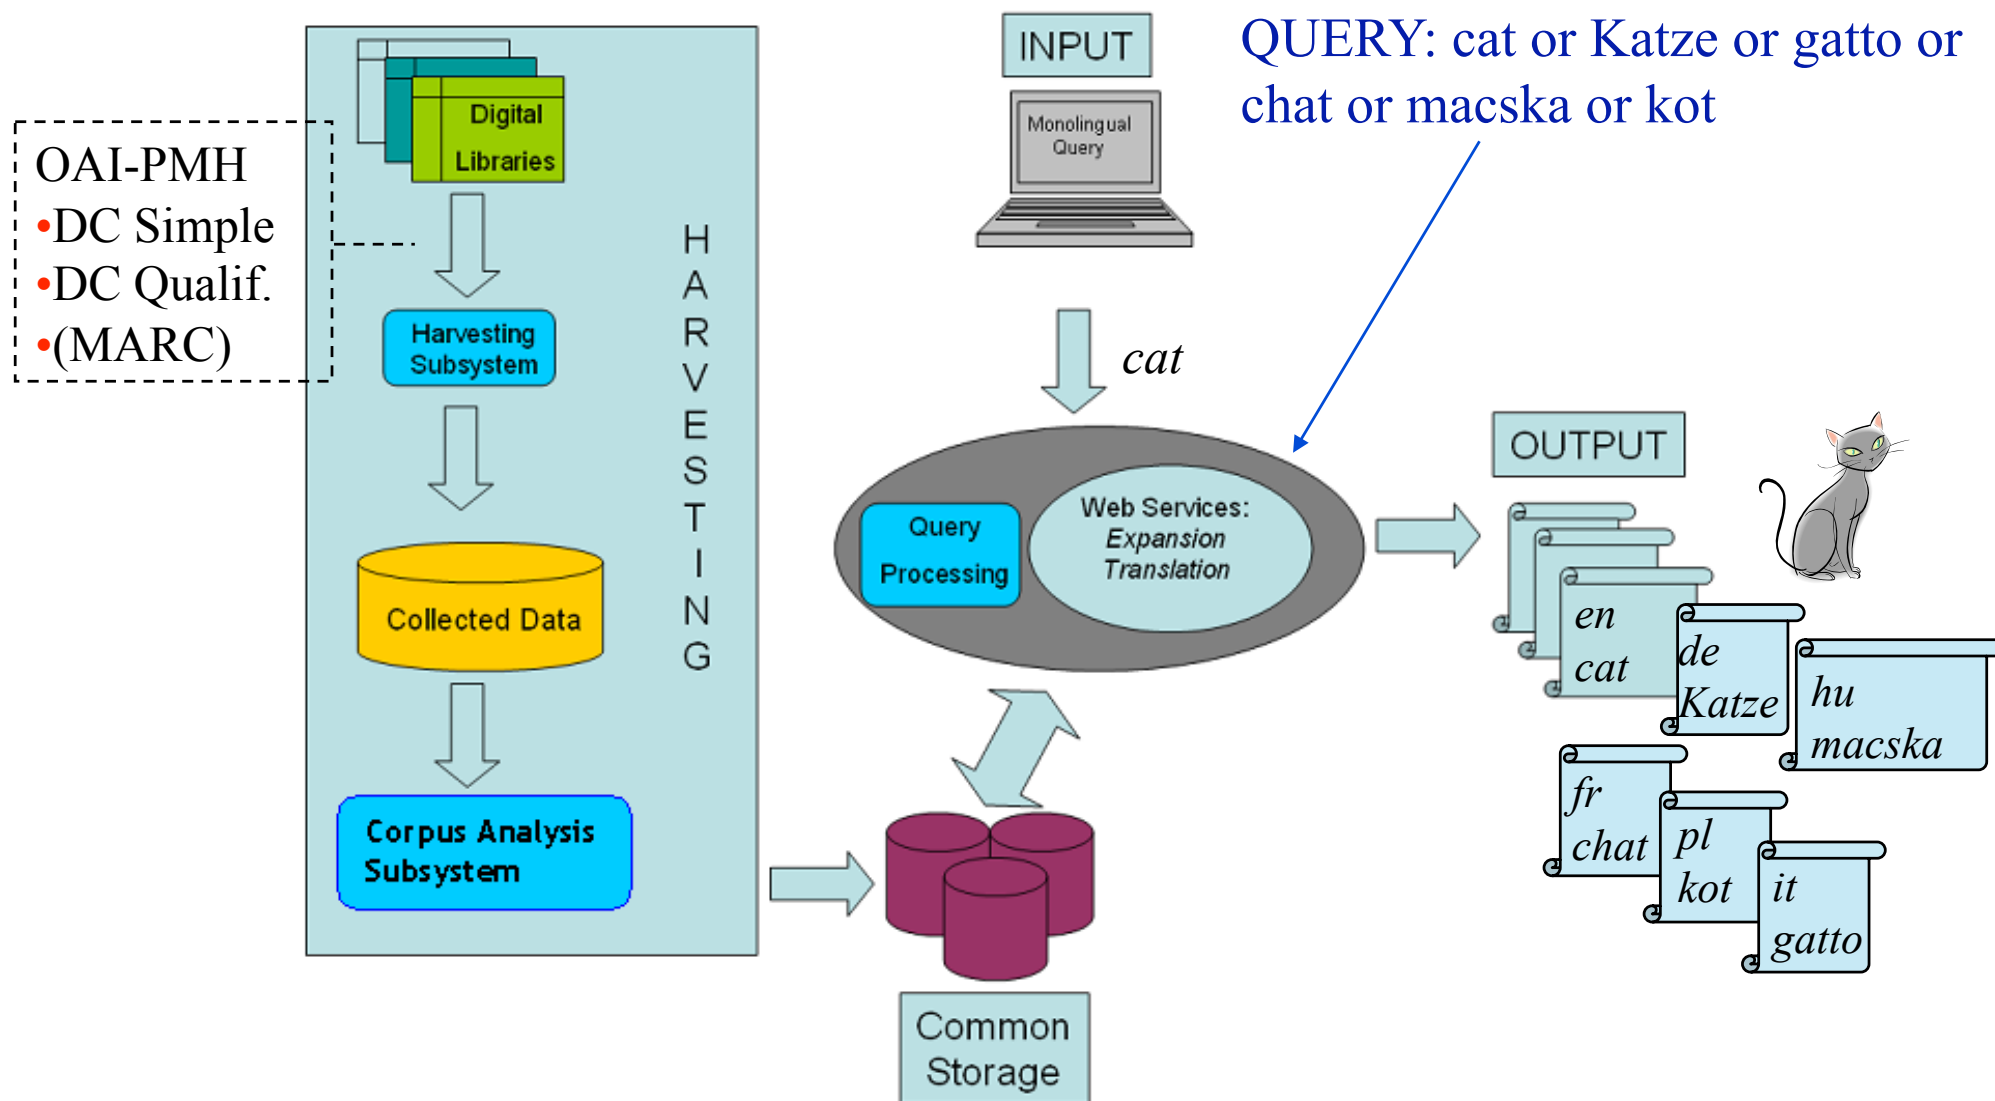 OAI-PMH
•DC Simple
•DC Qualif.
•(MARC)
Digital
Libraries
Harvesting
Subsystem
Collected Data
Corpus Analysis
Subsystem
HARVESTING
INPUT
Monolingual
Query
cat
QUERY: cat or Katze or gatto or
chat or macska or kot
Query
Processing
Web Services:
Expansion
Translation
Common
Storage
OUTPUT
en
cat
de
Katze
hu
macska
fr
chat
pl
kot
it
gatto